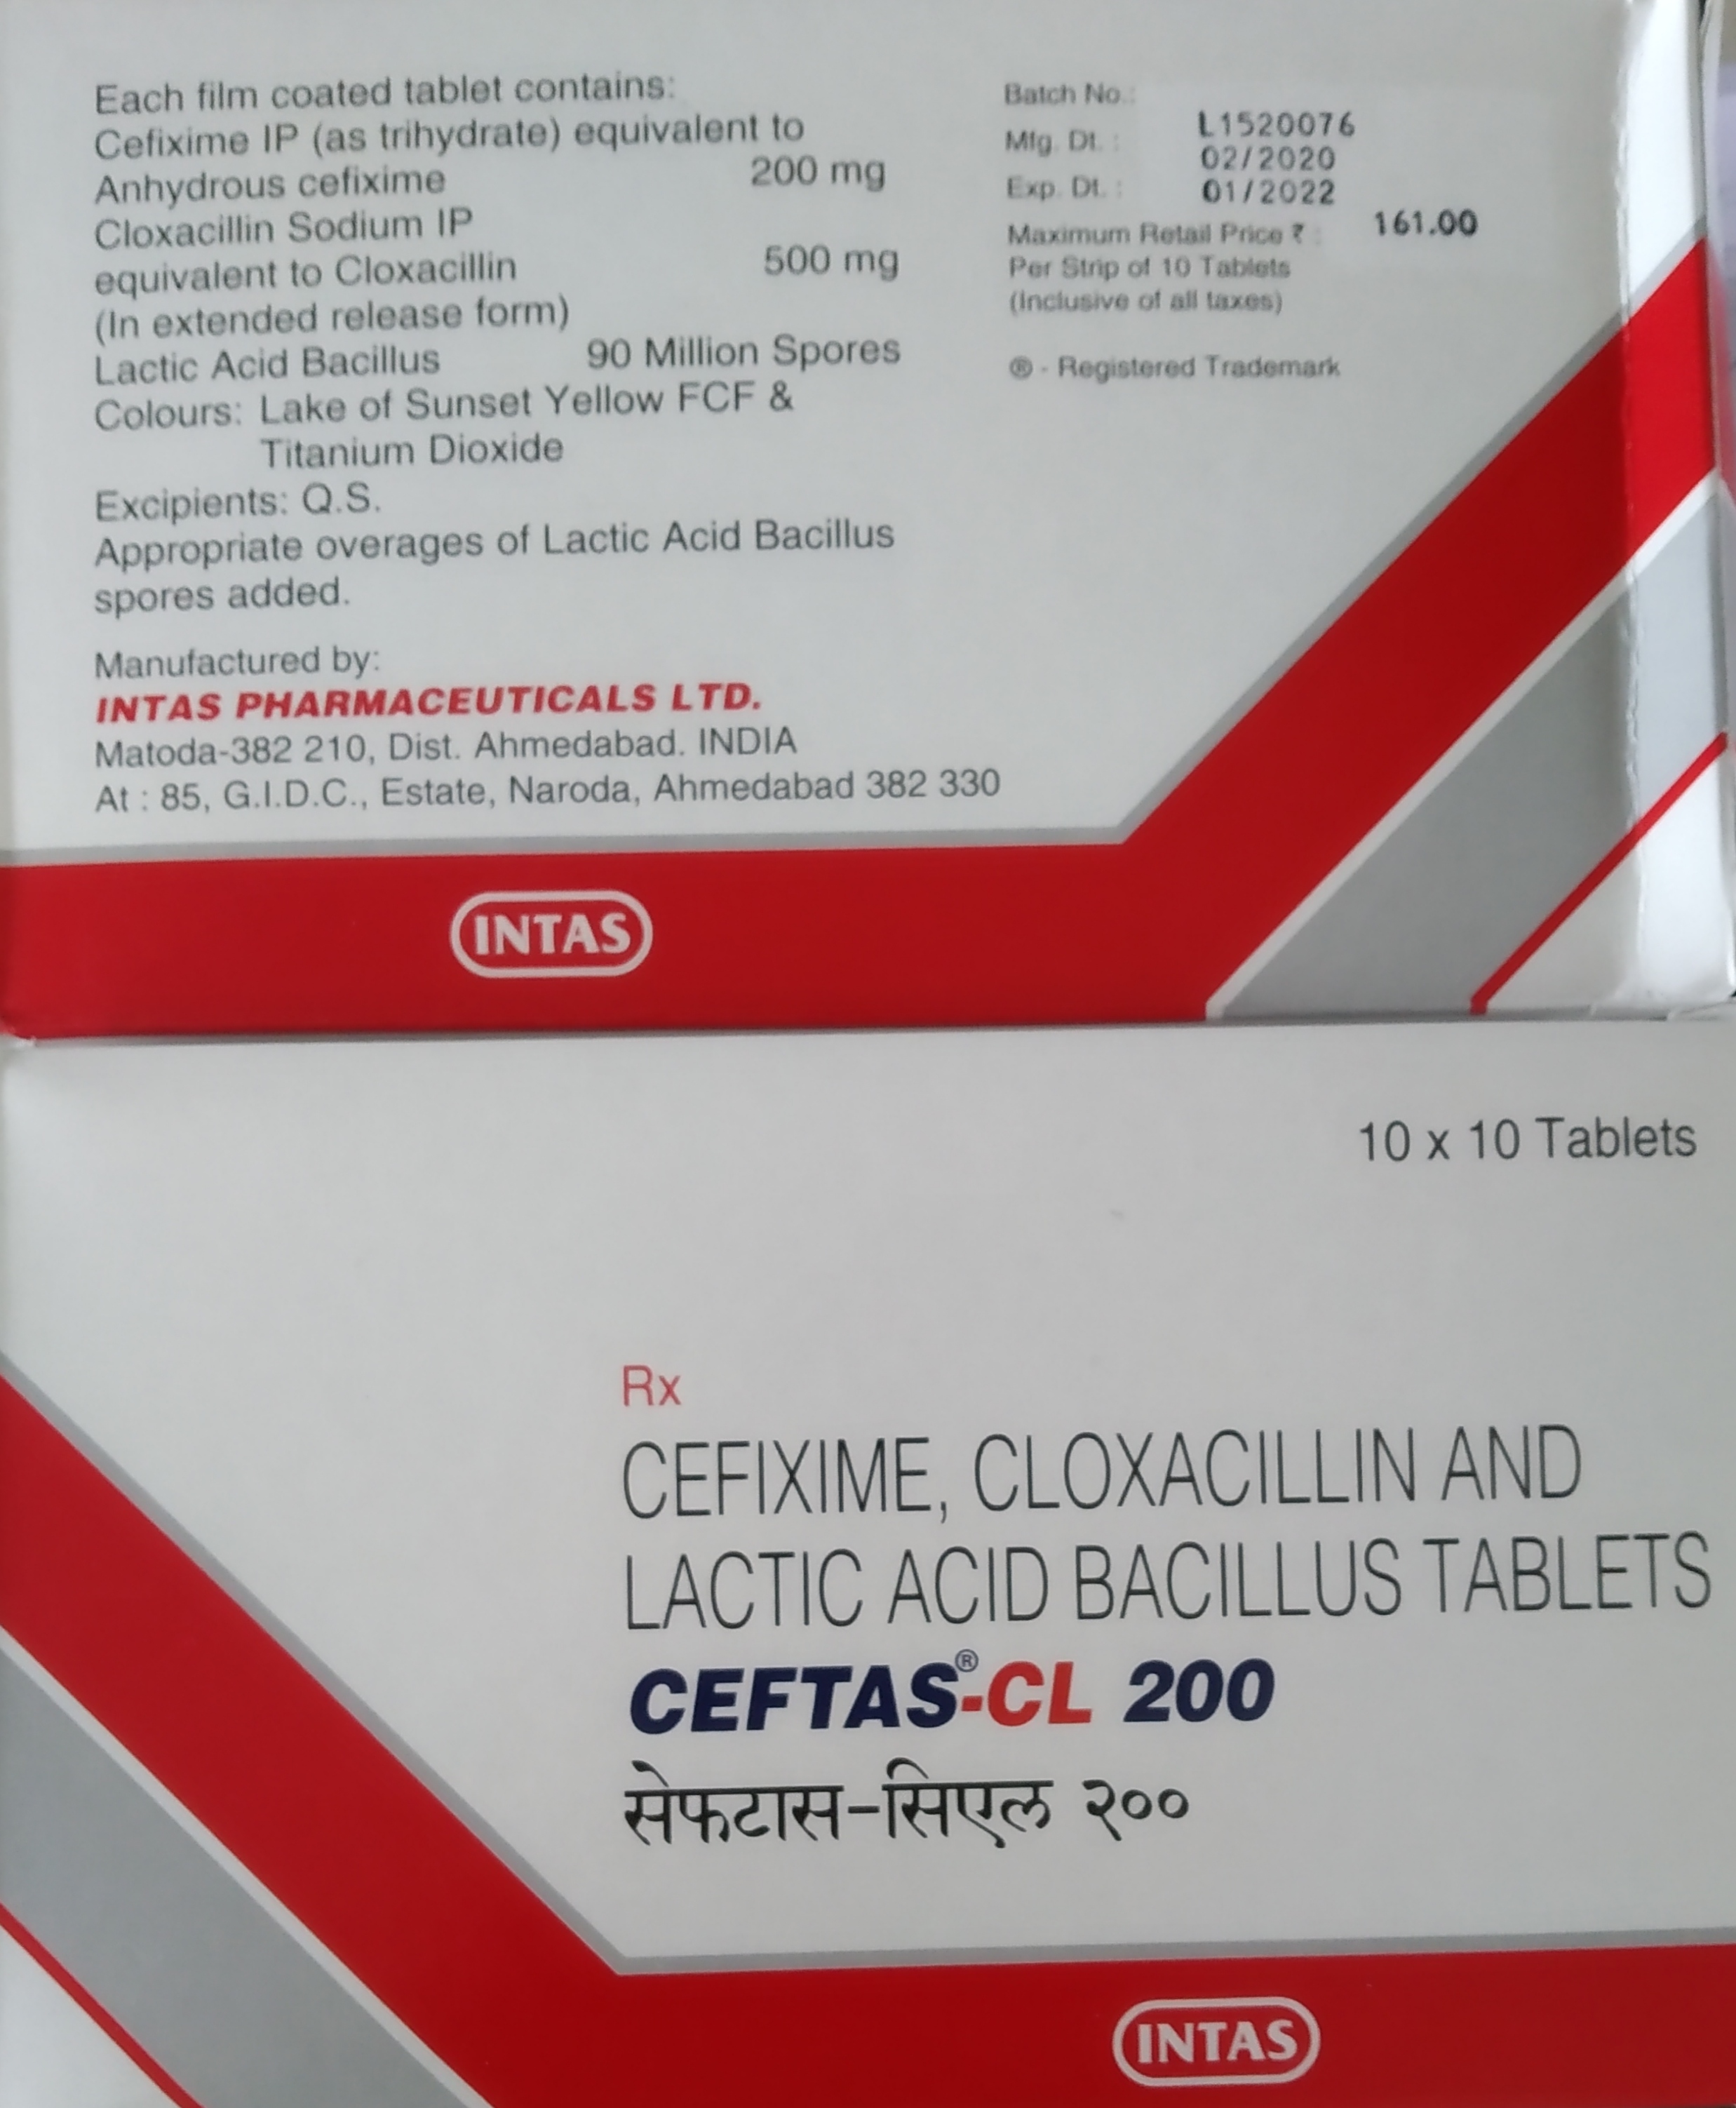 Each film coated tablet contains:
Cefixime IP (as trihydrate) equivalent to
Anhydrous cefixime 200 mg
Cloxacillin Sodium IP
equivalent to Cloxacillin 500 mg
(In extended release form)
Lactic Acid Bacillus 90 Million Spores
Colours: Lake of Sunset Yellow FCF &
Titanium Dioxide
Excipients: Q.S.
Appropriate overages of Lactic Acid Bacillus
spores added.
Manufactured by:
INTAS PHARMACEUTICALS LTD.
Matoda-382 210, Dist. Ahmedabad. INDIA
At : 85, G.I.D.C., Estate, Naroda, Ahmedabad 382 330
Batch No.: L1520076
Mfg. Dt. : 02/2020
Exp. Dt. : 01/2022
Maximum Retail Price ₹ : 161.00
Per Strip of 10 Tablets
(Inclusive of all taxes)
® - Registered Trademark
INTAS
10 x 10 Tablets
Rx
CEFIXIME, CLOXACILLIN AND
LACTIC ACID BACILLUS TABLETS
CEFTAS®-CL 200
सेफटास-सिएल २००
INTAS